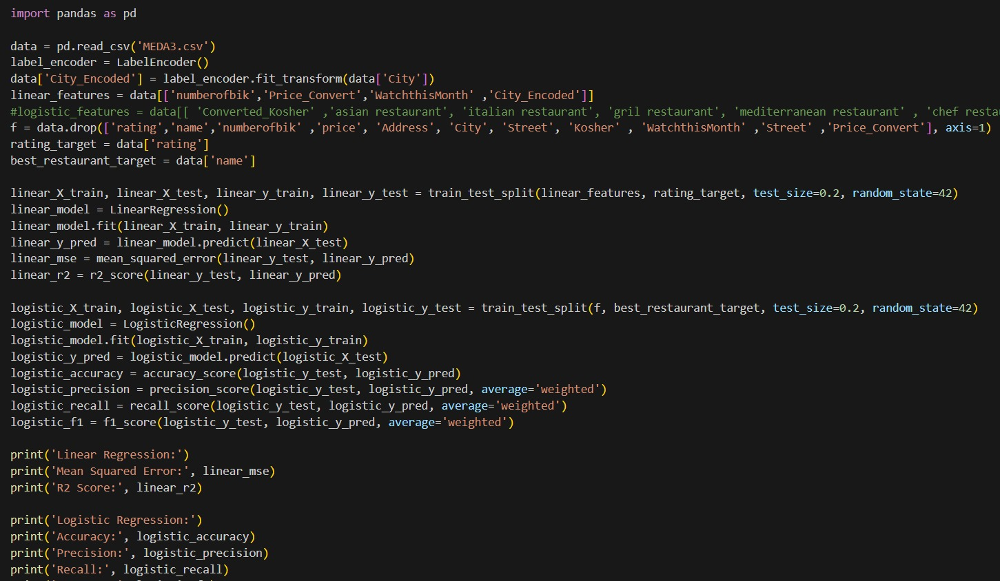 import pandas as pd
data = pd.read_csv('MEDA3.csv')
label_encoder = LabelEncoder()
data['City_Encoded'] = label_encoder.fit_transform(data['City'])
linear_features = data[['numberofbik','Price_Convert','WatchthisMonth' ,'City_Encoded']]
#logistic_features = data[[ 'Converted_Kosher' ,'asian restaurant', 'italian restaurant', 'gril restaurant', 'mediterranean restaurant' , 'chef resta
f = data.drop(['rating','name','numberofbik' ,'price', 'Address', 'City', 'Street', 'Kosher' , 'WatchthisMonth' ,'Street' ,'Price_Convert'], axis=1)
rating_target = data['rating']
best_restaurant_target = data['name']
linear_X_train, linear_X_test, linear_y_train, linear_y_test = train_test_split(linear_features, rating_target, test_size=0.2, random_state=42)
linear_model = LinearRegression()
linear_model.fit(linear_X_train, linear_y_train)
linear_y_pred = linear_model.predict(linear_X_test)
linear_mse = mean_squared_error(linear_y_test, linear_y_pred)
linear_r2 = r2_score(linear_y_test, linear_y_pred)
logistic_X_train, logistic_X_test, logistic_y_train, logistic_y_test = train_test_split(f, best_restaurant_target, test_size=0.2, random_state=42)
logistic_model = LogisticRegression()
logistic_model.fit(logistic_X_train, logistic_y_train)
logistic_y_pred = logistic_model.predict(logistic_X_test)
logistic_accuracy = accuracy_score(logistic_y_test, logistic_y_pred)
logistic_precision = precision_score(logistic_y_test, logistic_y_pred, average='weighted')
logistic_recall = recall_score(logistic_y_test, logistic_y_pred, average='weighted')
logistic_f1 = f1_score(logistic_y_test, logistic_y_pred, average='weighted')
print('Linear Regression:')
print('Mean Squared Error:', linear_mse)
print('R2 Score:', linear_r2)
print('Logistic Regression:')
print('Accuracy:', logistic_accuracy)
print('Precision:', logistic_precision)
print('Recall:', logistic_recall)